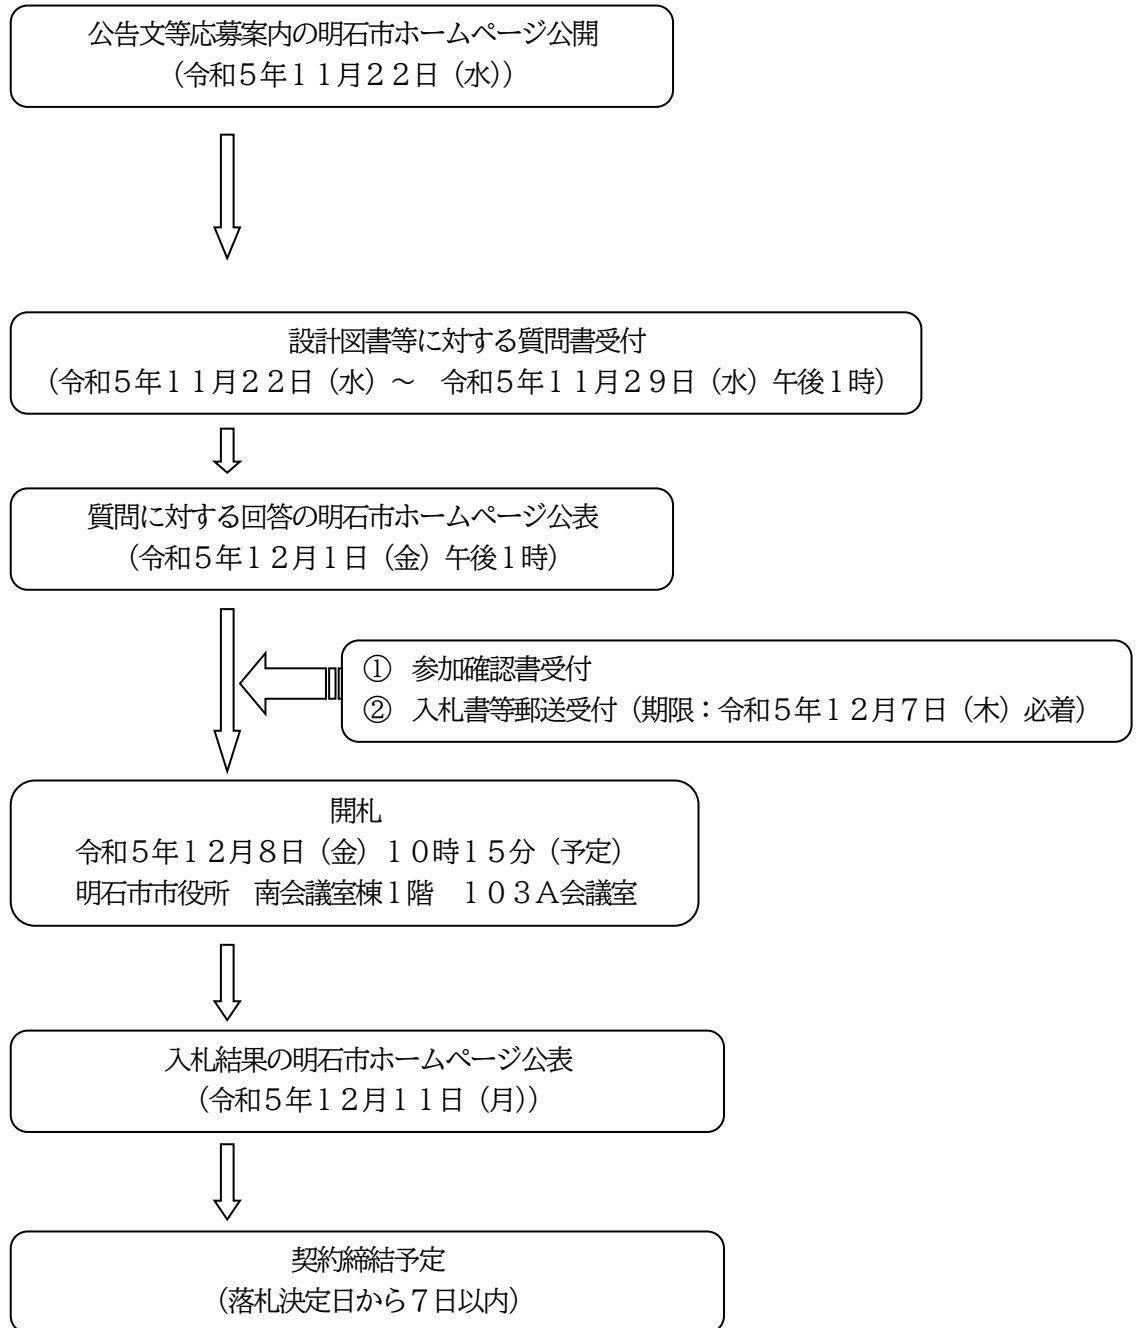 公告文等応募案内の明石市ホームページ公開
（令和５年１１月２２日（水））
設計図書等に対する質問書受付
（令和５年１１月２２日（水）～　令和５年１１月２９日（水）午後１時）
質問に対する回答の明石市ホームページ公表
（令和５年１２月１日（金）午後１時）
①　参加確認書受付
②　入札書等郵送受付（期限：令和５年１２月７日（木）必着）
開札
令和５年１２月８日（金）１０時１５分（予定）
明石市市役所　南会議室棟１階　１０３Ａ会議室
入札結果の明石市ホームページ公表
（令和５年１２月１１日（月））
契約締結予定
（落札決定日から７日以内）